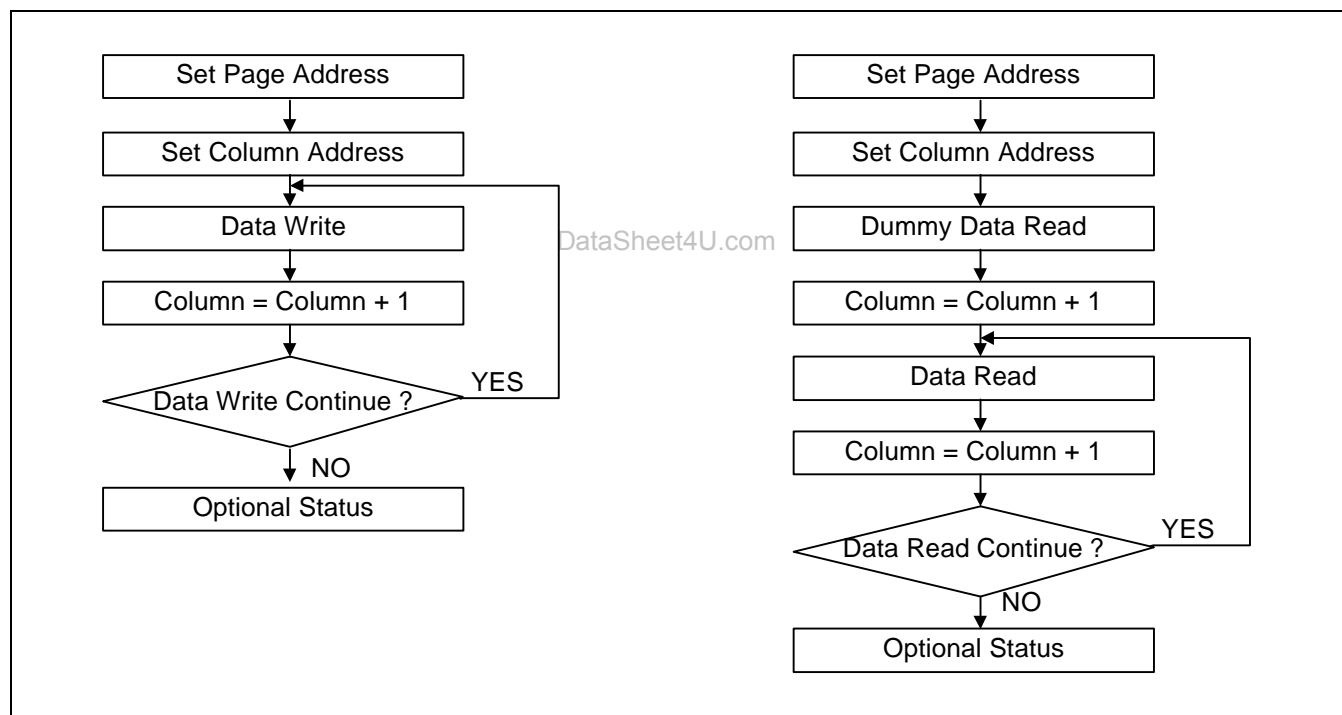 Set Page Address
Set Column Address
Data Write
Column = Column + 1
Data Write Continue ?
YES
NO
Optional Status
DataSheet4U.com
Set Page Address
Set Column Address
Dummy Data Read
Column = Column + 1
Data Read
Column = Column + 1
Data Read Continue ?
YES
NO
Optional Status